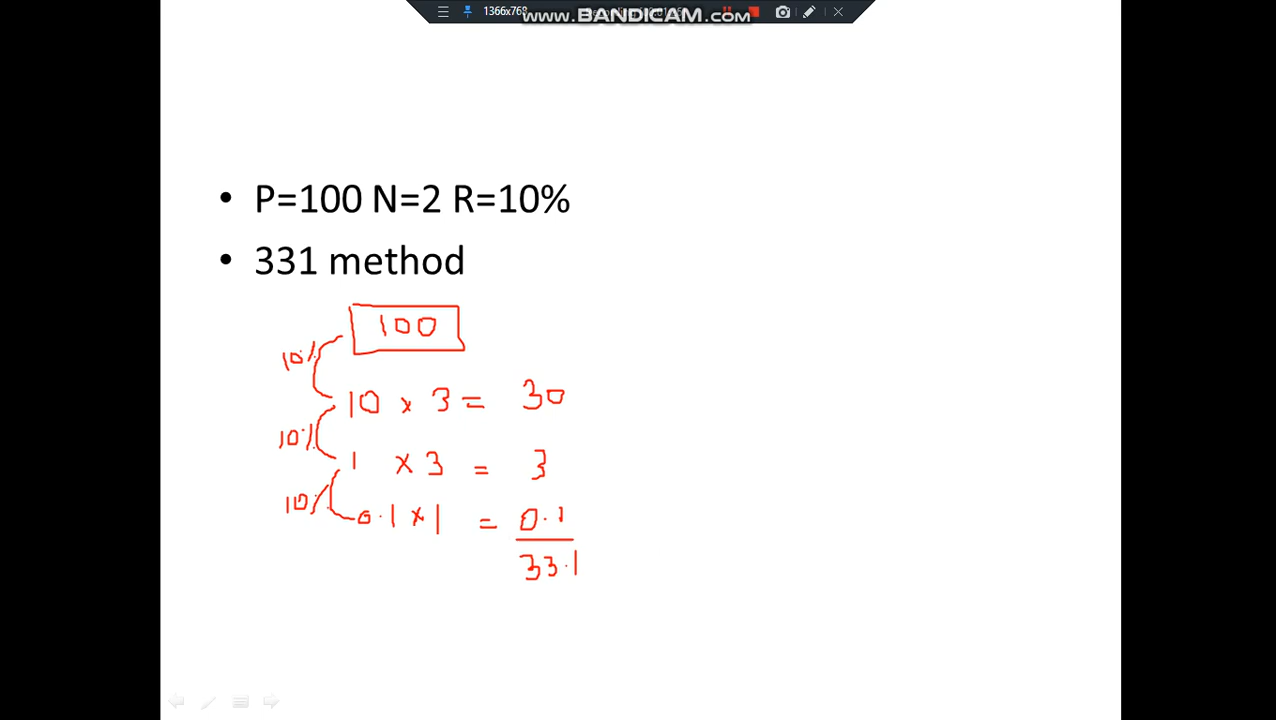 1366x768
www.BANDICAM.com
• P=100 N=2 R=10%
• 331 method
100
10%
10 x 3 = 30
10%
1 x 3 = 3
10%
0.1 x 1 = 0.1
33.1